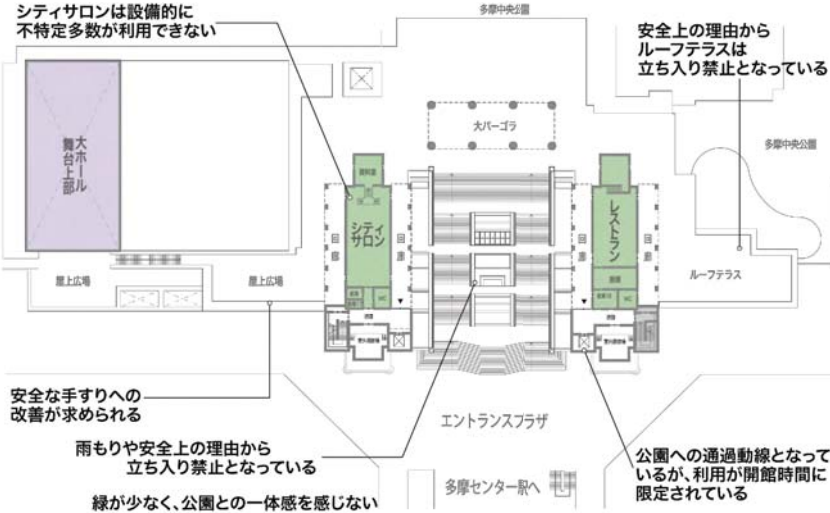 シティサロンは設備的に
不特定多数が利用できない
多摩中央公園
安全上の理由から
ルーフテラスは
立ち入り禁止となっている
大パーゴラ
多摩中央公園
大ホール
舞台上部
シティ
サロン
回廊
回廊
レストラン
回廊
回廊
厨房
WC
WC
屋上広場
屋上広場
ルーフテラス
安全な手すりへの
改善が求められる
エントランスプラザ
雨もりや安全上の理由から
立ち入り禁止となっている
公園への通過動線となって
いるが、利用が開館時間に
限定されている
多摩センター駅へ
緑が少なく、公園との一体感を感じない